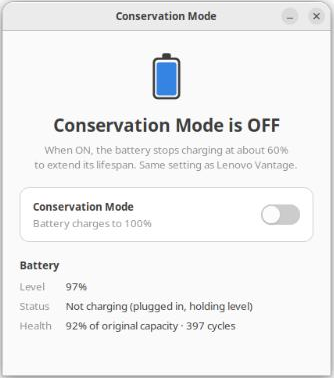 Conservation Mode
Conservation Mode is OFF
When ON, the battery stops charging at about 60%
to extend its lifespan. Same setting as Lenovo Vantage.
Conservation Mode
Battery charges to 100%
Battery
Level 97%
Status Not charging (plugged in, holding level)
Health 92% of original capacity · 397 cycles